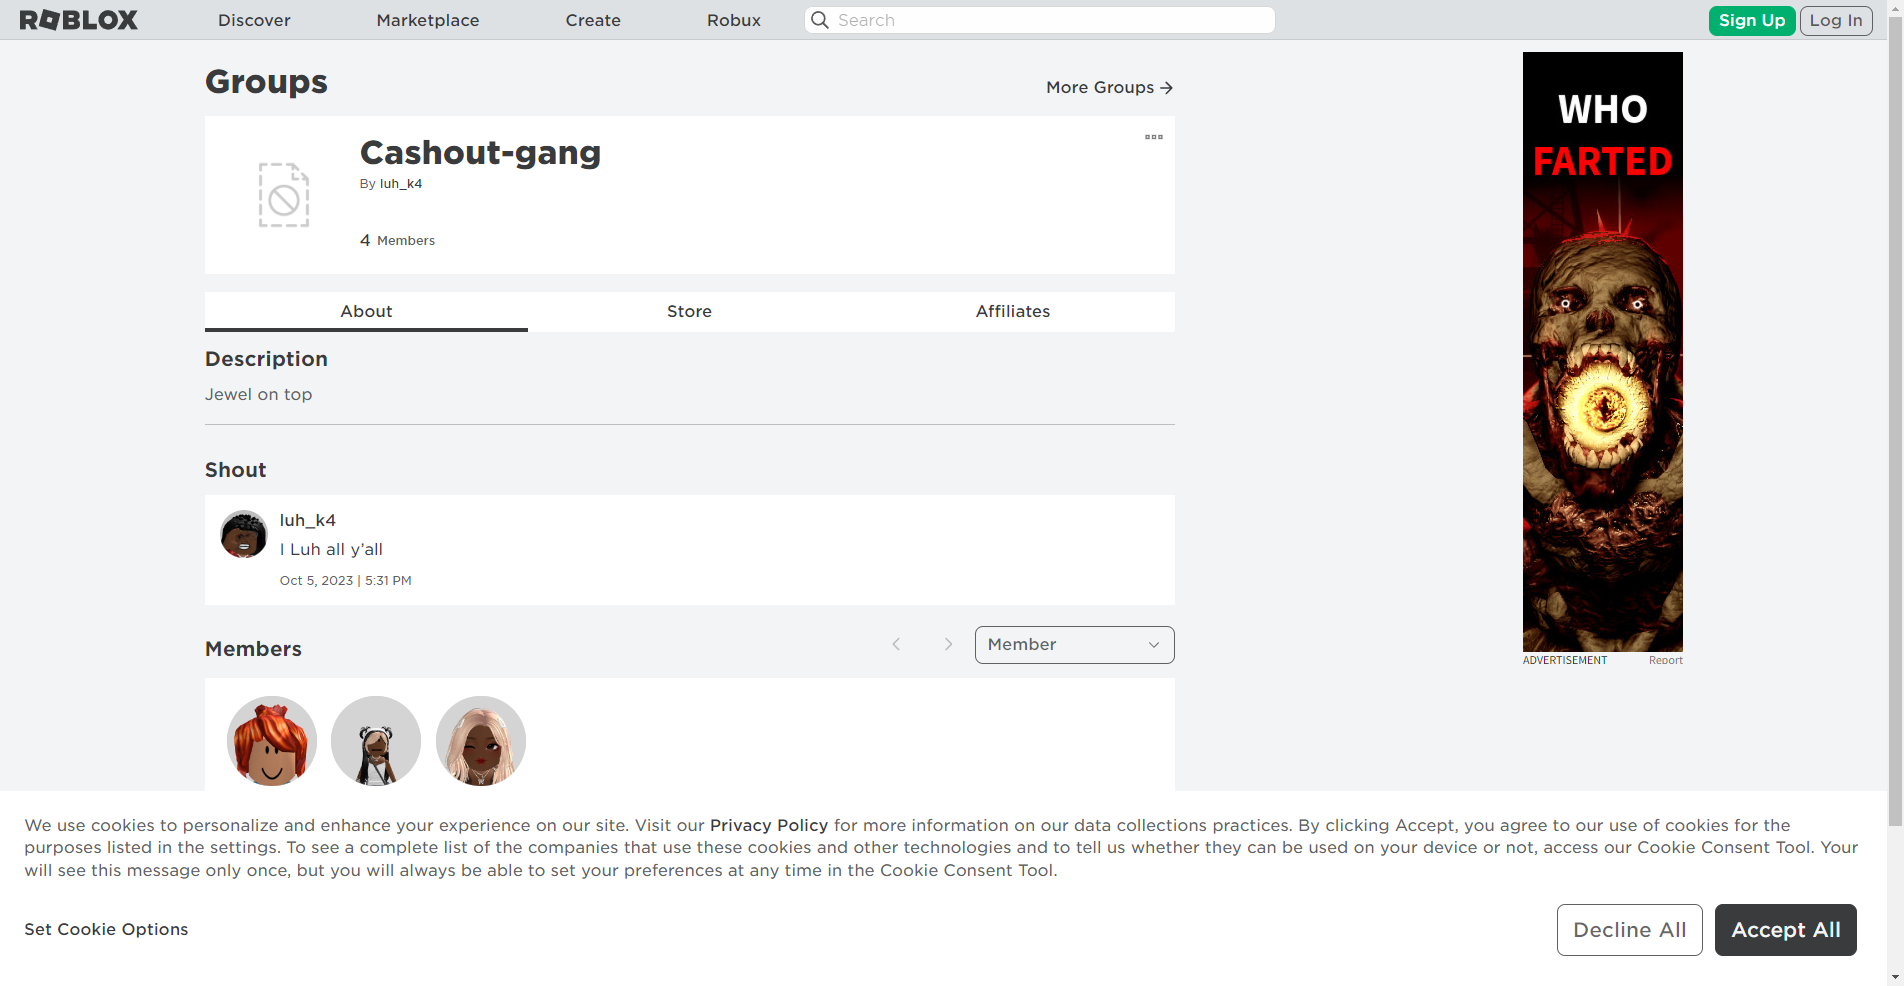 ROBLOX Discover Marketplace Create Robux Search Sign Up Log In
Groups
More Groups
Cashout-gang
By luh_k4
4 Members
About Store Affiliates
Description
Jewel on top
Shout
luh_k4
I Luh all y'all
Oct 5, 2023 | 5:31 PM
Members
Member
WHO
FARTED
ADVERTISEMENT Report
We use cookies to personalize and enhance your experience on our site. Visit our Privacy Policy for more information on our data collections practices. By clicking Accept, you agree to our use of cookies for the
purposes listed in the settings. To see a complete list of the companies that use these cookies and other technologies and to tell us whether they can be used on your device or not, access our Cookie Consent Tool. Your
will see this message only once, but you will always be able to set your preferences at any time in the Cookie Consent Tool.
Set Cookie Options
Decline All Accept All